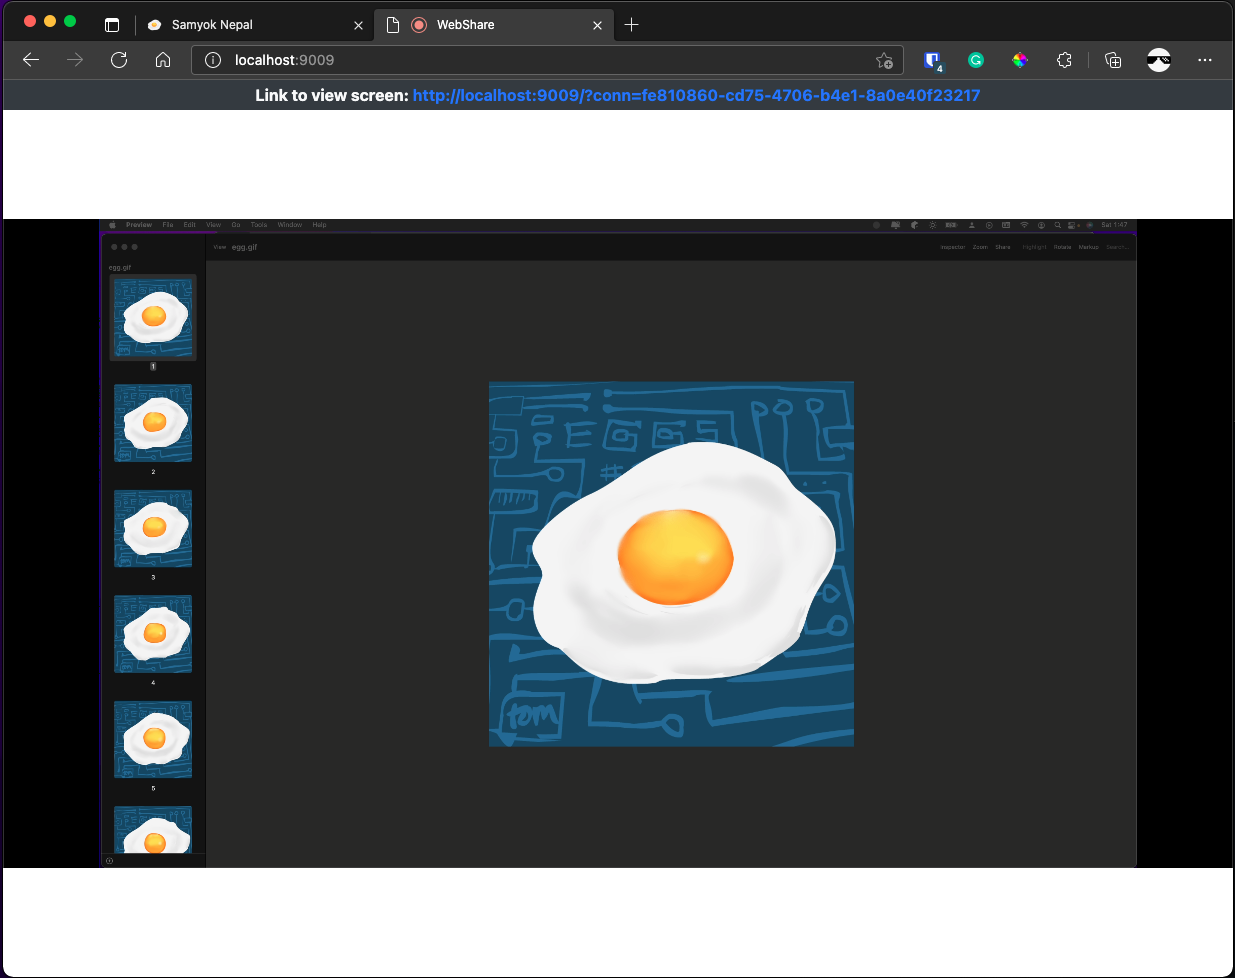 Samyok Nepal
WebShare
localhost:9009
4
Link to view screen: http://localhost:9009/?conn=fe810860-cd75-4706-b4e1-8a0e40f23217
Preview File Edit View Go Tools Window Help
Sat 1:47
View egg.gif
Inspector Zoom Share Highlight Rotate Markup Search...
egg.gif
1
2
3
4
5
EGGS
#
tom